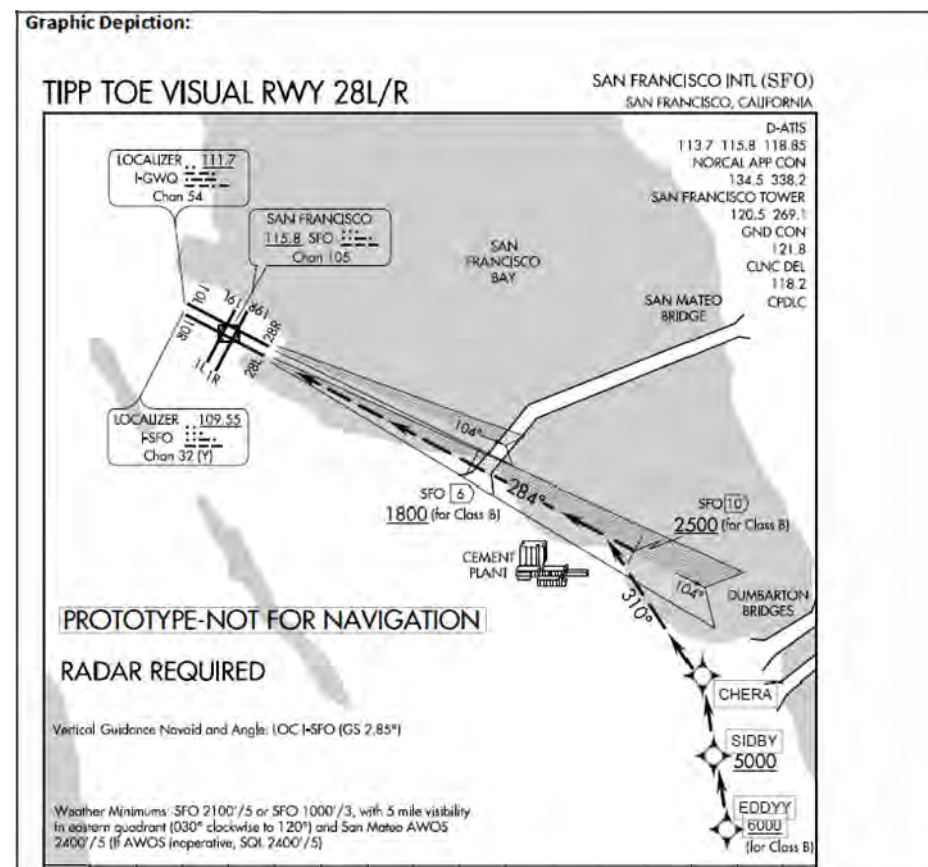 Graphic Depiction:
TIPP TOE VISUAL RWY 28L/R
SAN FRANCISCO INTL (SFO)
SAN FRANCISCO, CALIFORNIA
D-ATIS
113.7 115.8 118.85
NORCAL APP CON
134.5 338.2
SAN FRANCISCO TOWER
120.5 269.1
GND CON
121.8
CLNC DEL
118.2
CPDLC
LOCALIZER 111.7
I-GWQ
Chan 54
SAN FRANCISCO
115.8 SFO
Chan 105
SAN
FRANCISCO
BAY
SAN MATEO
BRIDGE
10L
10R
19L
19R
28R
28L
1L
1R
LOCALIZER 109.55
I-SFO
Chan 32 (Y)
104°
284°
SFO 6
1800 (for Class B)
SFO 10
2500 (for Class B)
CEMENT
PLANT
104°
310°
DUMBARTON
BRIDGES
PROTOTYPE-NOT FOR NAVIGATION
RADAR REQUIRED
CHERA
Vertical Guidance Navaid and Angle: LOC I-SFO (GS 2.85°)
SIDBY
5000
EDDYY
6000
(for Class B)
Weather Minimums: SFO 2100'/5 or SFO 1000'/3, with 5 mile visibility
in eastern quadrant (030° clockwise to 120°) and San Mateo AWOS
2400'/5 (If AWOS inoperative, SQL 2400'/5)